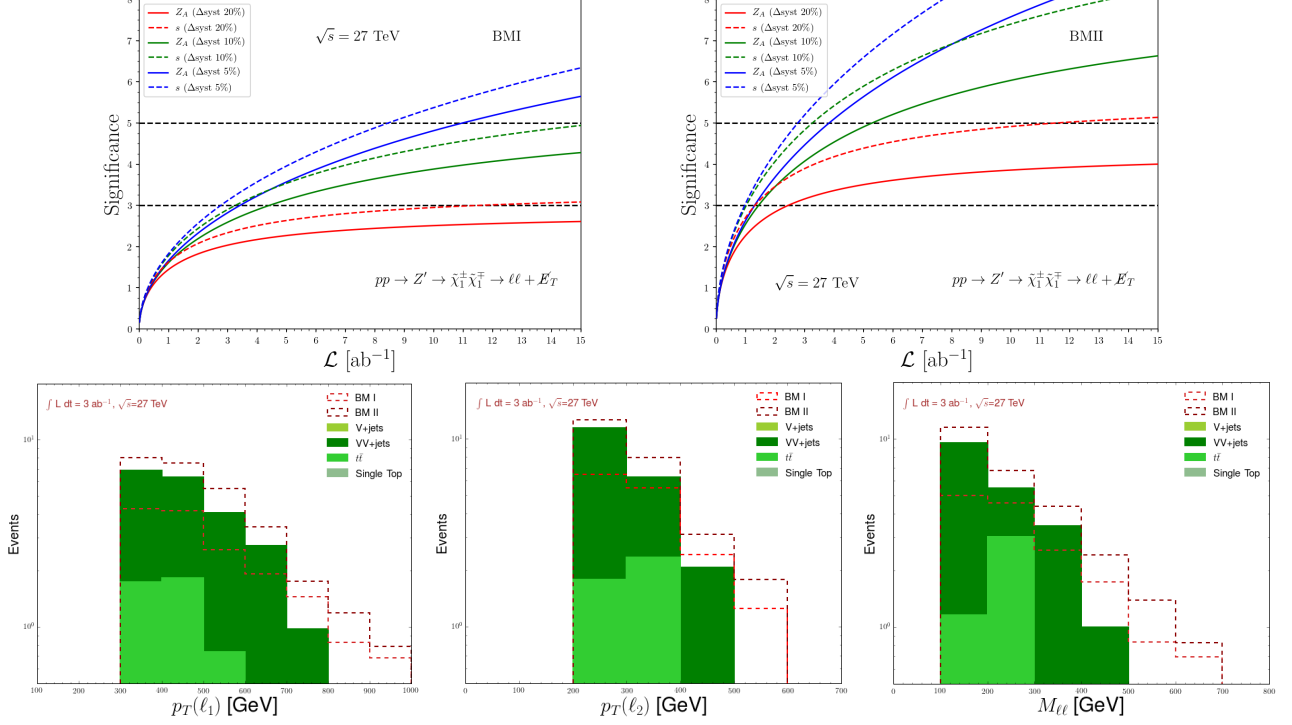 8
7
6
5
4
3
2
1
0
Significance
Z_A (Δsyst 20%)
s (Δsyst 20%)
Z_A (Δsyst 10%)
s (Δsyst 10%)
Z_A (Δsyst 5%)
s (Δsyst 5%)
√s = 27 TeV
BMI
pp → Z′ → χ̃₁± χ̃₁∓ → ℓℓ + E̸_T
0 1 2 3 4 5 6 7 8 9 10 11 12 13 14 15
ℒ [ab⁻¹]
8
7
6
5
4
3
2
1
0
Significance
Z_A (Δsyst 20%)
s (Δsyst 20%)
Z_A (Δsyst 10%)
s (Δsyst 10%)
Z_A (Δsyst 5%)
s (Δsyst 5%)
BMII
√s = 27 TeV
pp → Z′ → χ̃₁± χ̃₁∓ → ℓℓ + E̸_T
0 1 2 3 4 5 6 7 8 9 10 11 12 13 14 15
ℒ [ab⁻¹]
∫ L dt = 3 ab⁻¹, √s=27 TeV
BM I
BM II
V+jets
VV+jets
tt̄
Single Top
10¹
10⁰
Events
100 200 300 400 500 600 700 800 900 1000
p_T(ℓ₁) [GeV]
∫ L dt = 3 ab⁻¹, √s=27 TeV
BM I
BM II
V+jets
VV+jets
tt̄
Single Top
10¹
10⁰
Events
100 200 300 400 500 600 700
p_T(ℓ₂) [GeV]
∫ L dt = 3 ab⁻¹, √s=27 TeV
BM I
BM II
V+jets
VV+jets
tt̄
Single Top
10¹
10⁰
Events
0 100 200 300 400 500 600 700 800
M_ℓℓ [GeV]